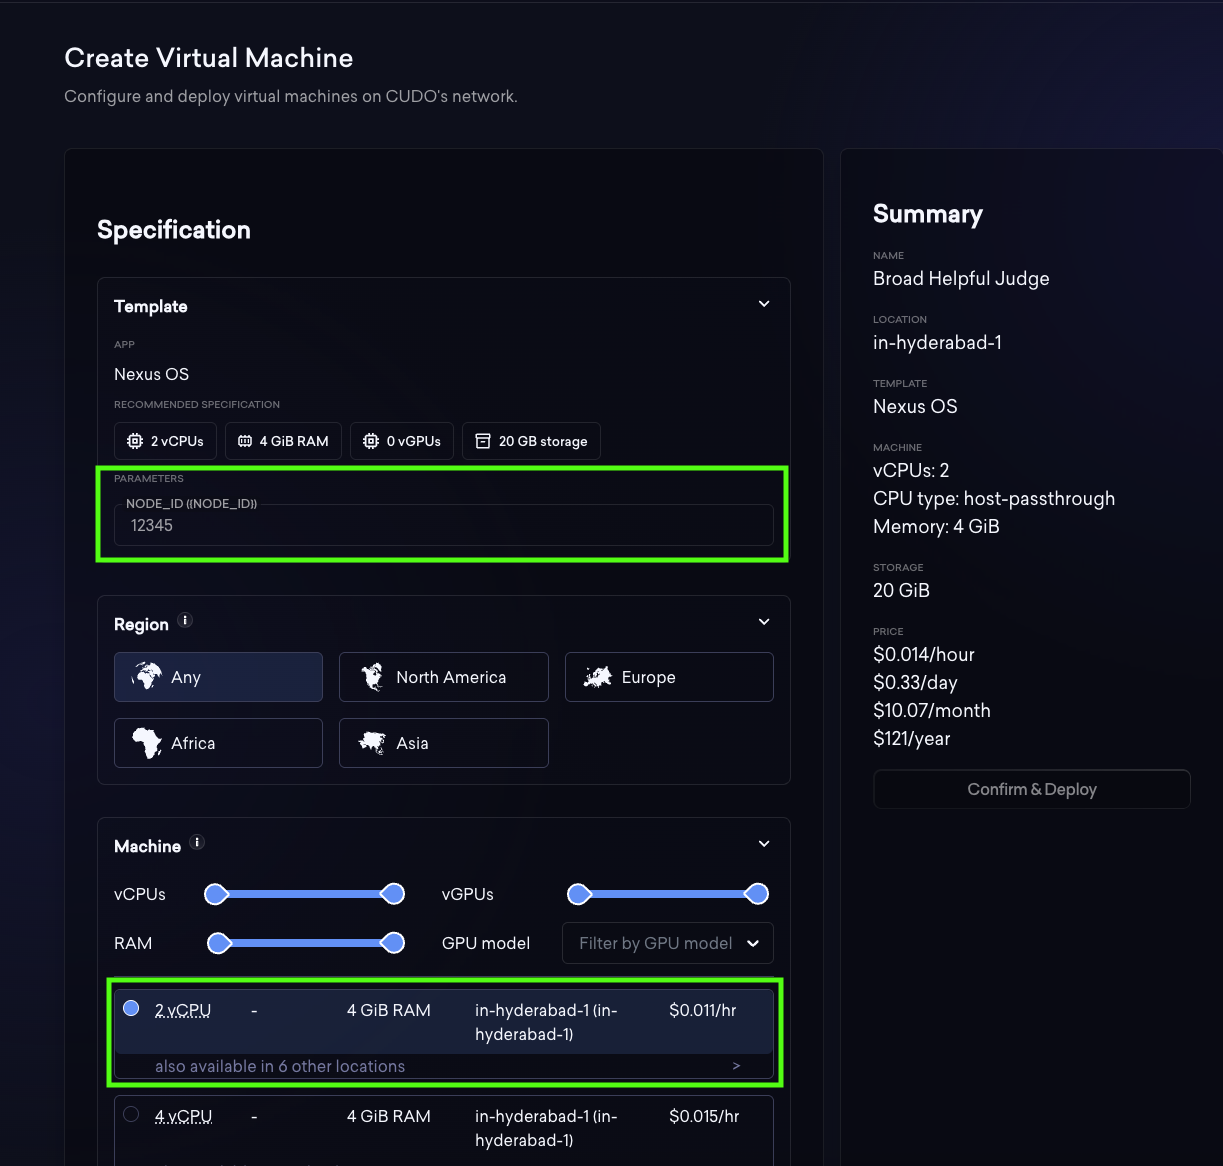 Create Virtual Machine
Configure and deploy virtual machines on CUDO's network.
Specification
Template
APP
Nexus OS
RECOMMENDED SPECIFICATION
2 vCPUs
4 GiB RAM
0 vGPUs
20 GB storage
PARAMETERS
NODE_ID ({NODE_ID})
12345
Region
i
Any
North America
Europe
Africa
Asia
Machine
i
vCPUs
vGPUs
RAM
GPU model
Filter by GPU model
2 vCPU - 4 GiB RAM in-hyderabad-1 (in- $0.011/hr
hyderabad-1)
also available in 6 other locations >
4 vCPU - 4 GiB RAM in-hyderabad-1 (in- $0.015/hr
hyderabad-1)
Summary
NAME
Broad Helpful Judge
LOCATION
in-hyderabad-1
TEMPLATE
Nexus OS
MACHINE
vCPUs: 2
CPU type: host-passthrough
Memory: 4 GiB
STORAGE
20 GiB
PRICE
$0.014/hour
$0.33/day
$10.07/month
$121/year
Confirm & Deploy